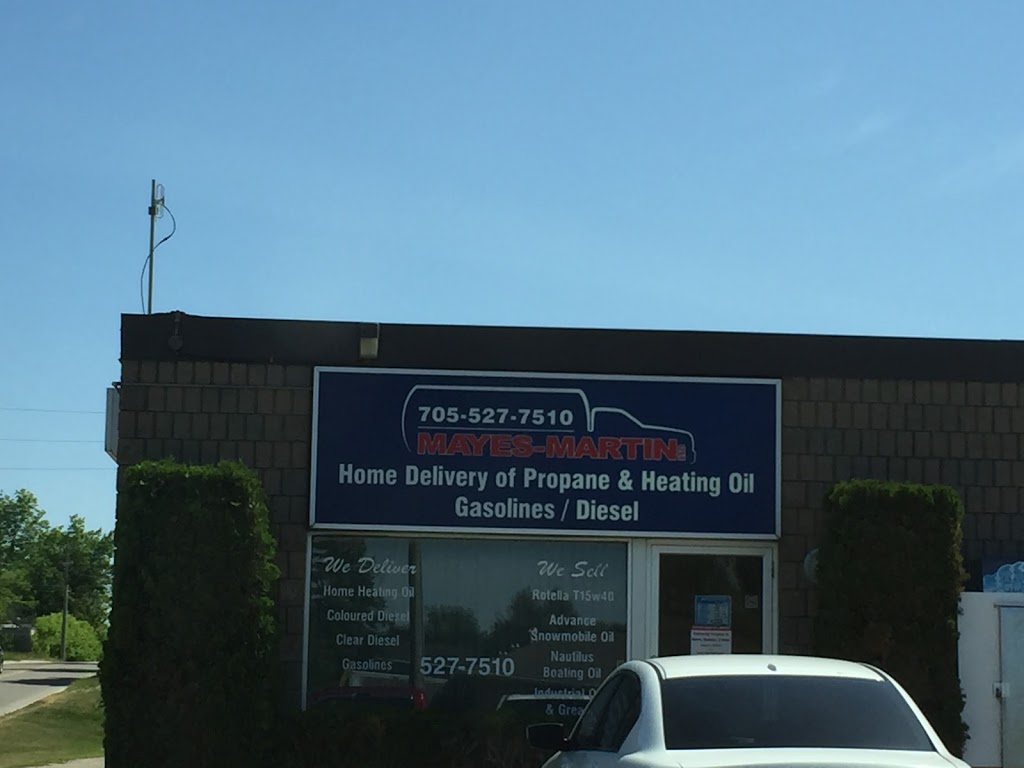 705-527-7510
MAYES-MARTIN
Home Delivery of Propane & Heating Oil
Gasolines / Diesel
We Deliver
Home Heating Oil
Coloured Diesel
Clear Diesel
Gasolines
527-7510
We Sell
Rotella T15w40
Advance
Snowmobile Oil
Nautilus
Boating Oil
Industrial
& Grea